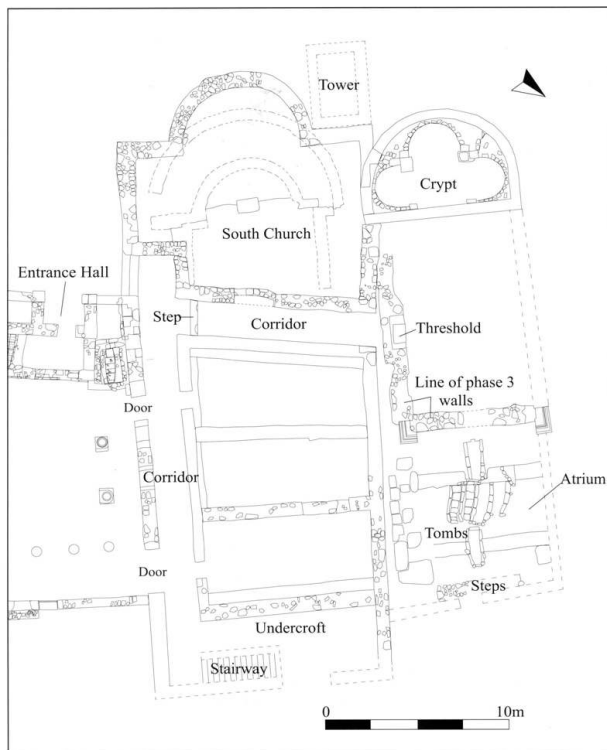 Tower
Crypt
South Church
Entrance Hall
Step
Corridor
Threshold
Line of phase 3
walls
Door
Corridor
Atrium
Tombs
Door
Steps
Undercroft
Stairway
0
10m